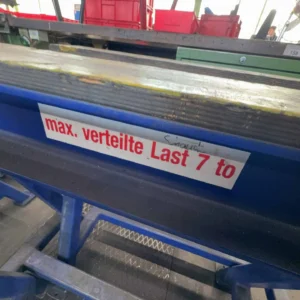 max. verteilte Last 7 to